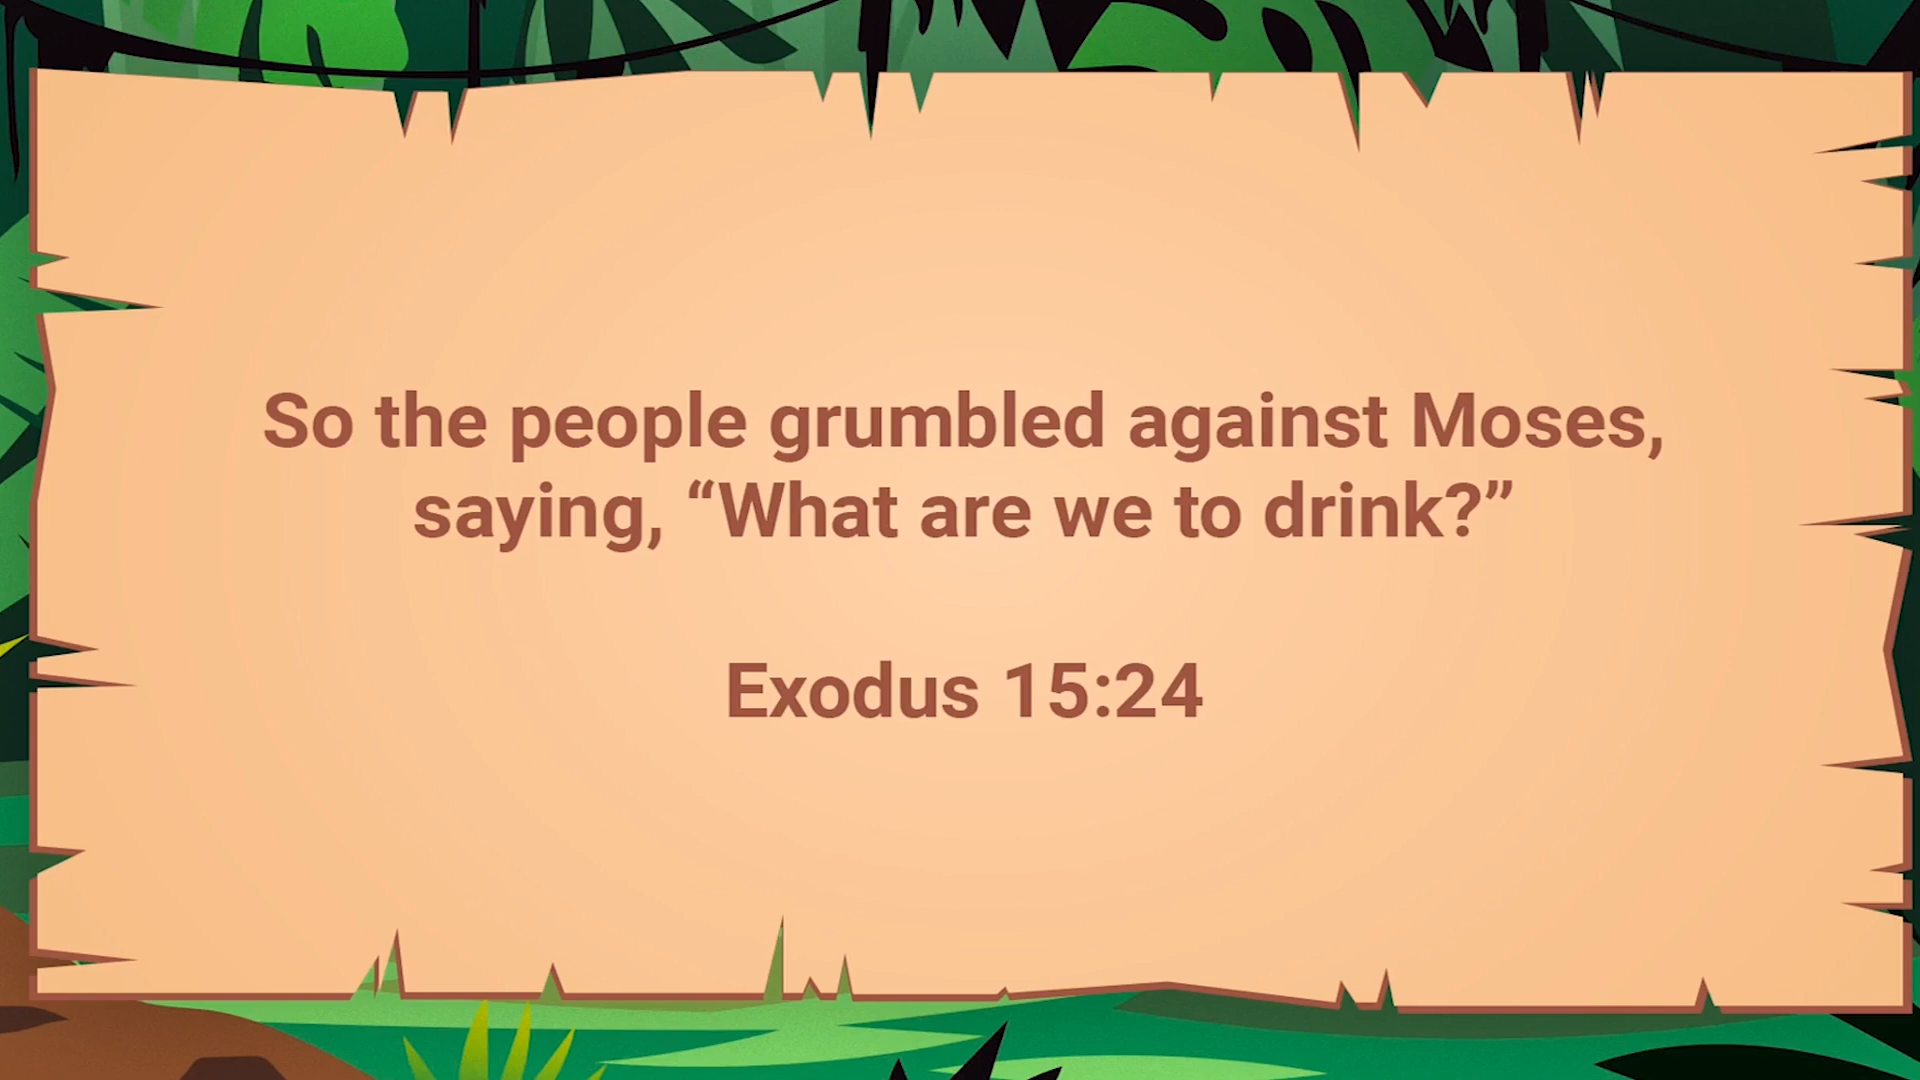 So the people grumbled against Moses,
saying, “What are we to drink?”
Exodus 15:24